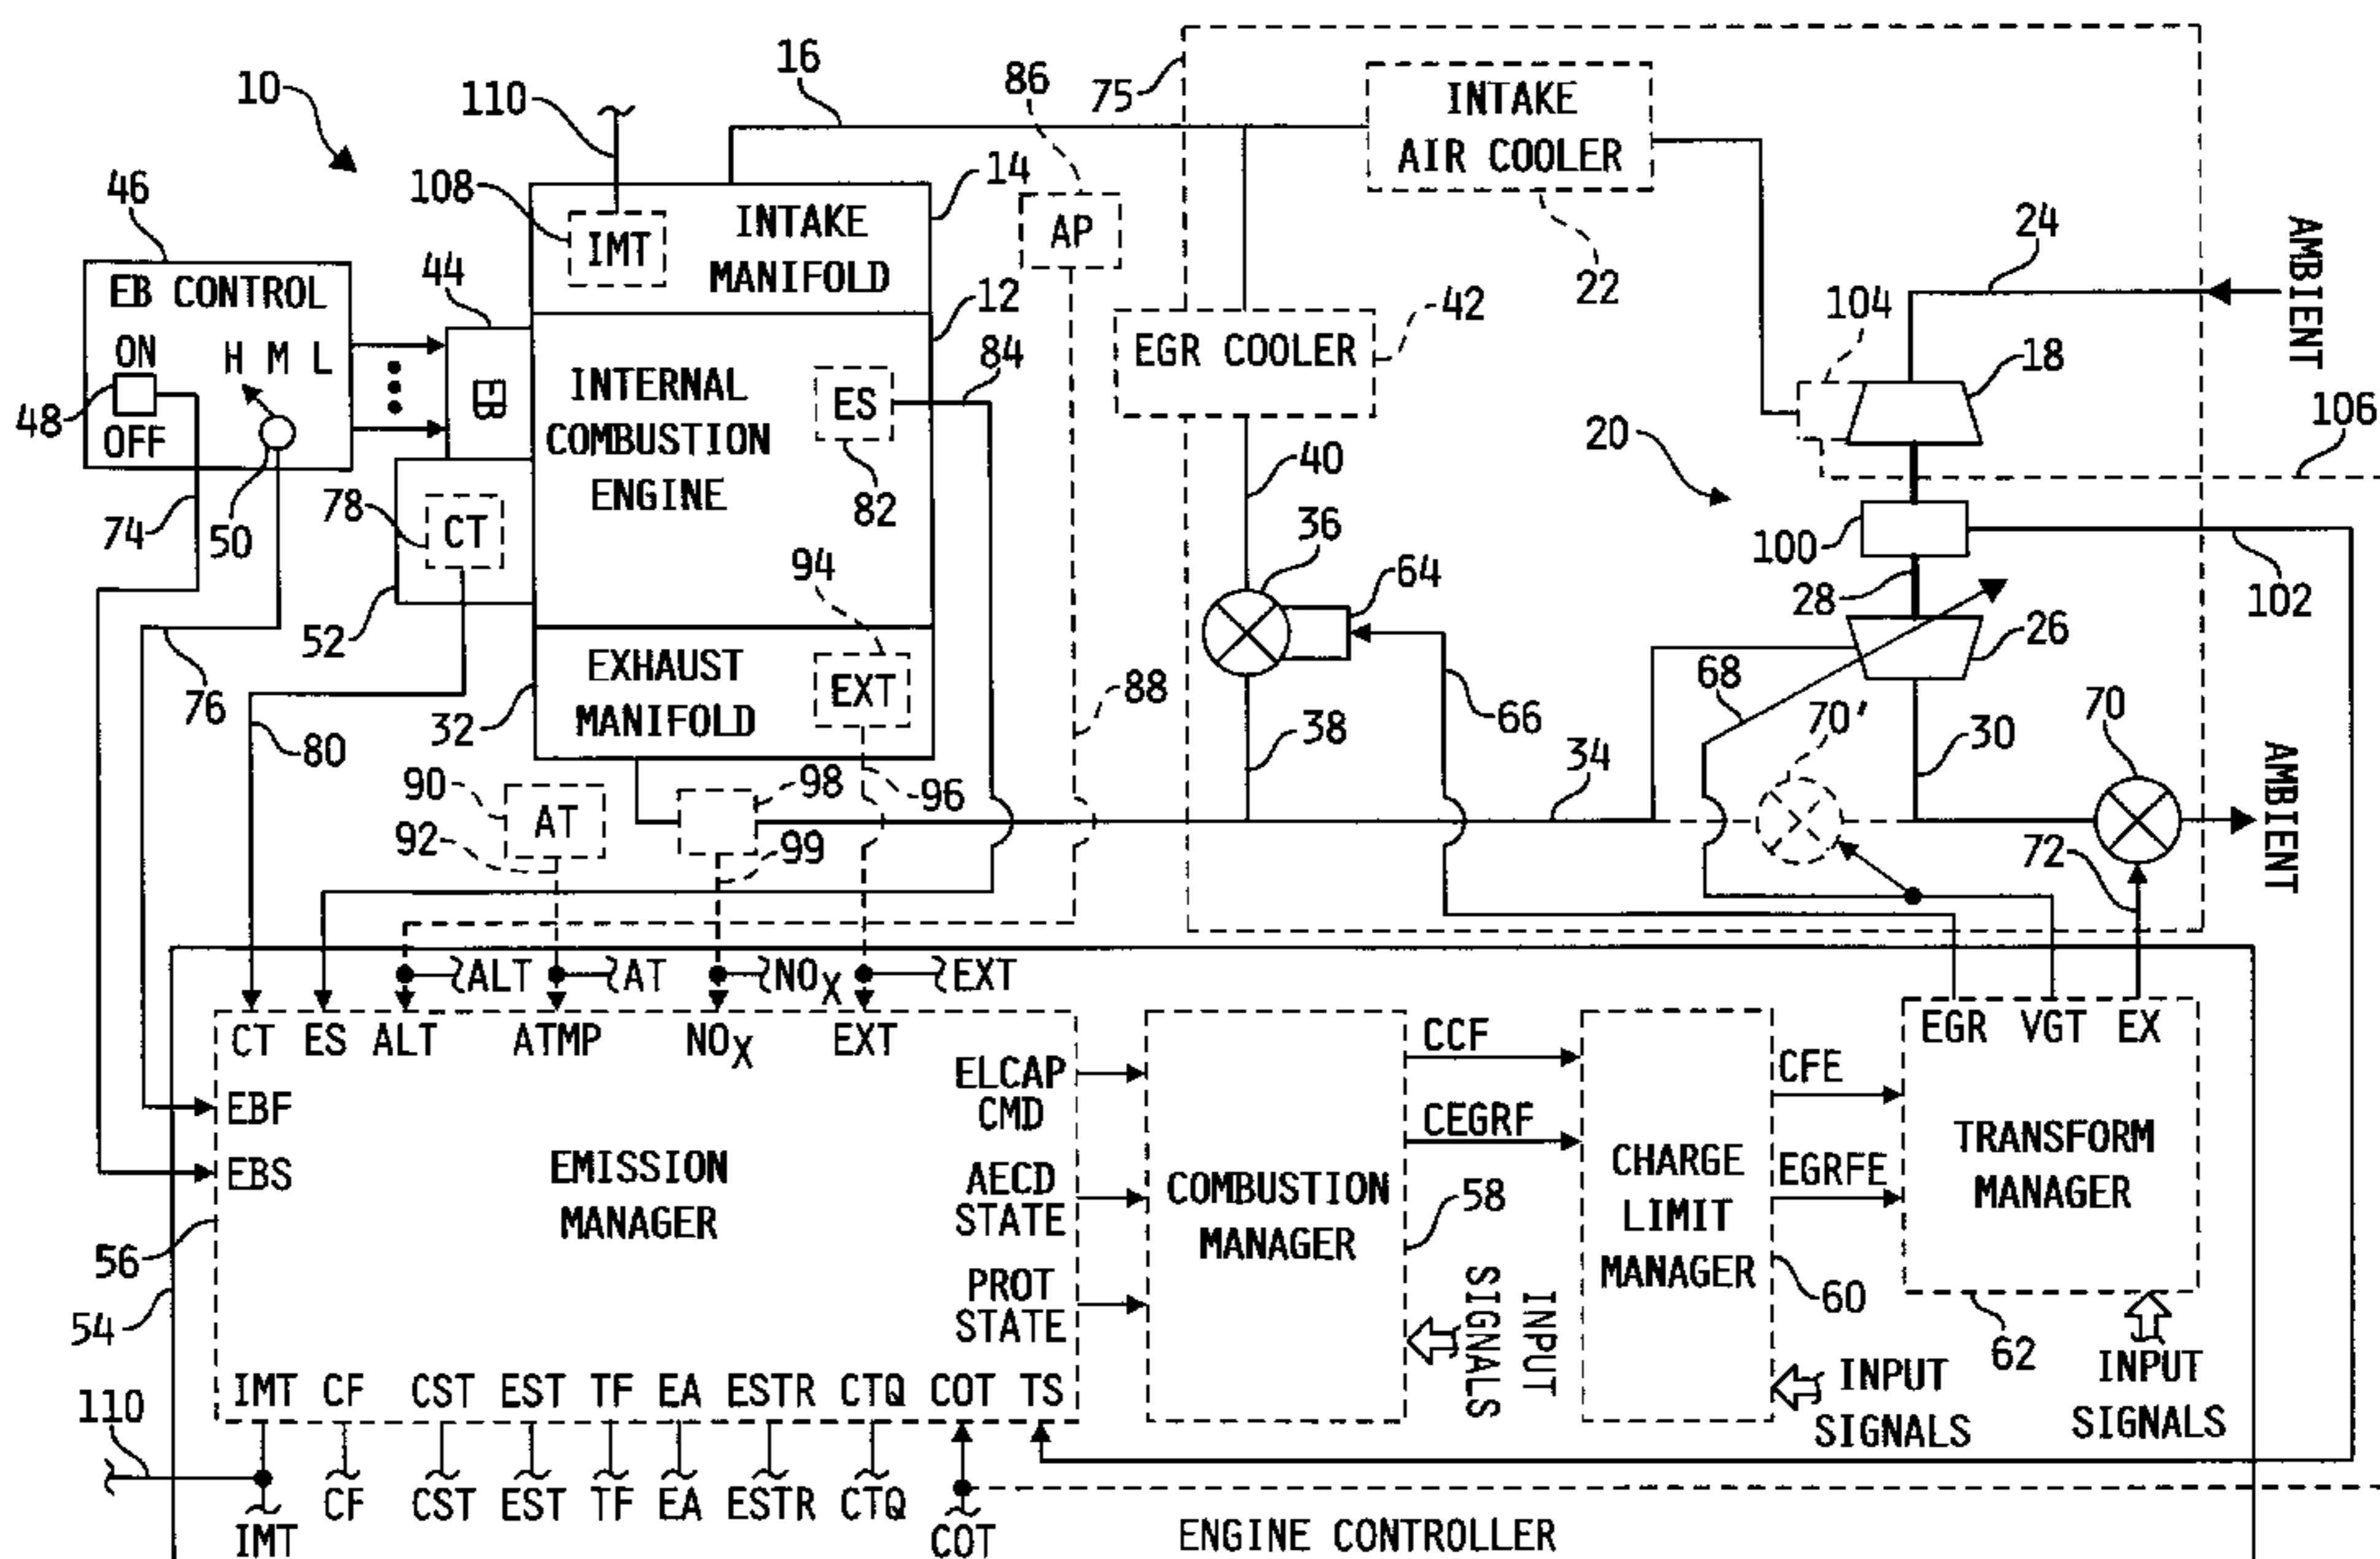 10
110
16
86
75
INTAKE
AIR COOLER
22
14
108
IMT
INTAKE
MANIFOLD
AP
24
AMBIENT
46
EB CONTROL
ON
OFF
H M L
48
50
44
EB
12
84
INTERNAL
COMBUSTION
ENGINE
ES
82
EGR COOLER
42
104
18
106
20
40
36
64
100
28
102
26
74
76
78
CT
52
80
94
EXHAUST
MANIFOLD
EXT
32
88
66
68
70'
70
30
38
34
AMBIENT
90
AT
92
98
96
99
72
ALT
AT
NOX
EXT
CT ES ALT ATMP NOX EXT
EBF
EBS
EMISSION
MANAGER
ELCAP
CMD
AECD
STATE
PROT
STATE
56
54
CCF
CEGRF
COMBUSTION
MANAGER
58
INPUT
SIGNALS
CFE
EGRFE
CHARGE
LIMIT
MANAGER
60
INPUT
SIGNALS
EGR VGT EX
TRANSFORM
MANAGER
62
INPUT
SIGNALS
IMT CF CST EST TF EA ESTR CTQ COT TS
110
IMT
CF CST EST TF EA ESTR CTQ
COT
ENGINE CONTROLLER